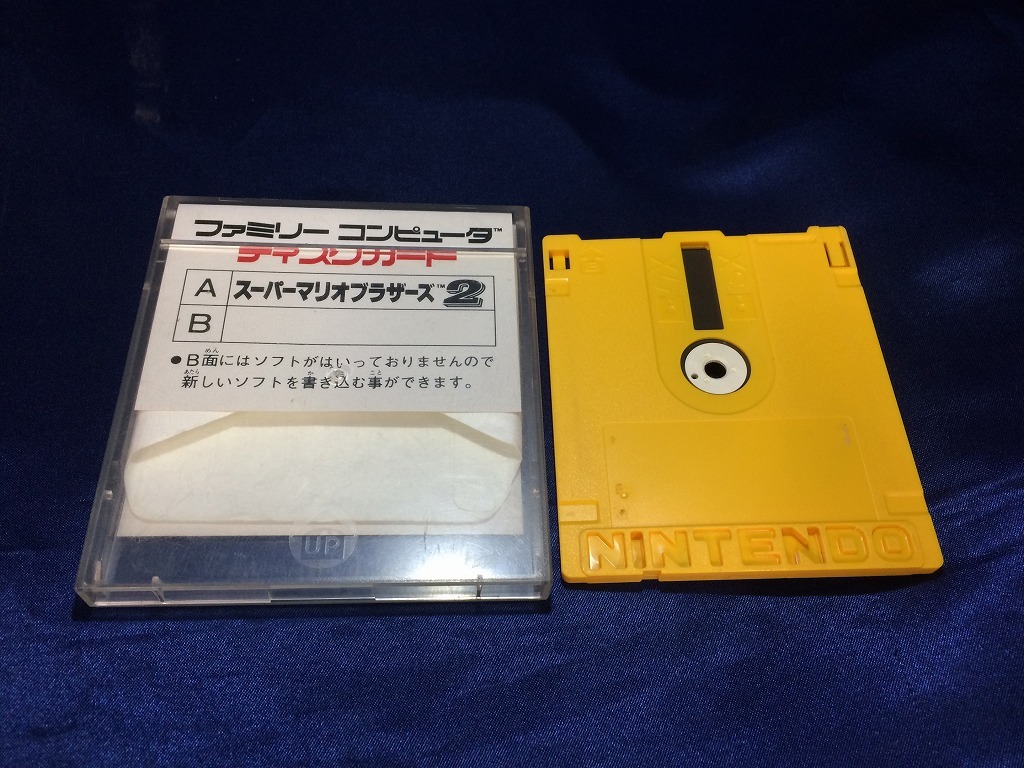 ファミリー コンピュータ™
ディスクカード
A スーパーマリオブラザーズ™2
B
●B面にはソフトがはいっておりませんので
新しいソフトを書き込む事ができます。
UP
NINTENDO